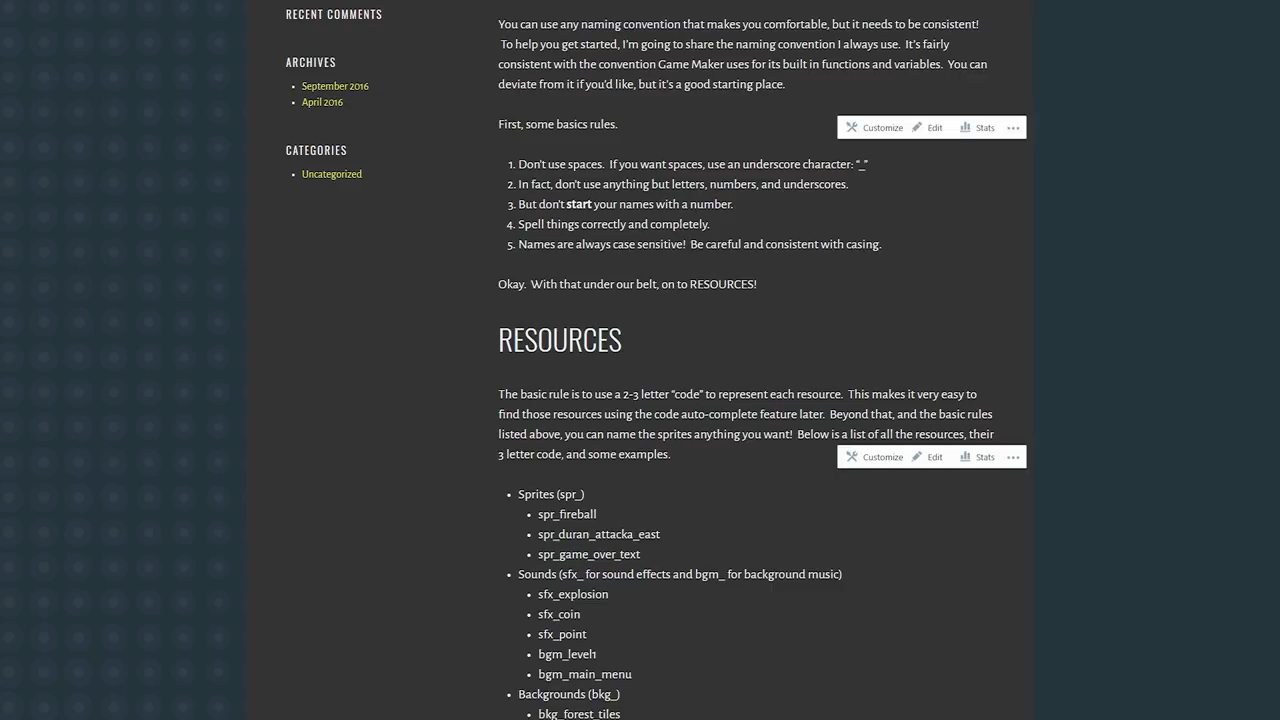 RECENT COMMENTS
ARCHIVES
• September 2016
• April 2016
CATEGORIES
• Uncategorized
You can use any naming convention that makes you comfortable, but it needs to be consistent!
To help you get started, I'm going to share the naming convention I always use.  It's fairly
consistent with the convention Game Maker uses for its built in functions and variables.  You can
deviate from it if you'd like, but it's a good starting place.
First, some basics rules.
Customize Edit Stats ...
1. Don't use spaces.  If you want spaces, use an underscore character: “_”
2. In fact, don't use anything but letters, numbers, and underscores.
3. But don't start your names with a number.
4. Spell things correctly and completely.
5. Names are always case sensitive!  Be careful and consistent with casing.
Okay.  With that under our belt, on to RESOURCES!
RESOURCES
The basic rule is to use a 2-3 letter “code” to represent each resource.  This makes it very easy to
find those resources using the code auto-complete feature later.  Beyond that, and the basic rules
listed above, you can name the sprites anything you want!  Below is a list of all the resources, their
3 letter code, and some examples.
Customize Edit Stats ...
• Sprites (spr_)
• spr_fireball
• spr_duran_attacka_east
• spr_game_over_text
• Sounds (sfx_ for sound effects and bgm_ for background music)
• sfx_explosion
• sfx_coin
• sfx_point
• bgm_level1
• bgm_main_menu
• Backgrounds (bkg_)
• bkg_forest_tiles